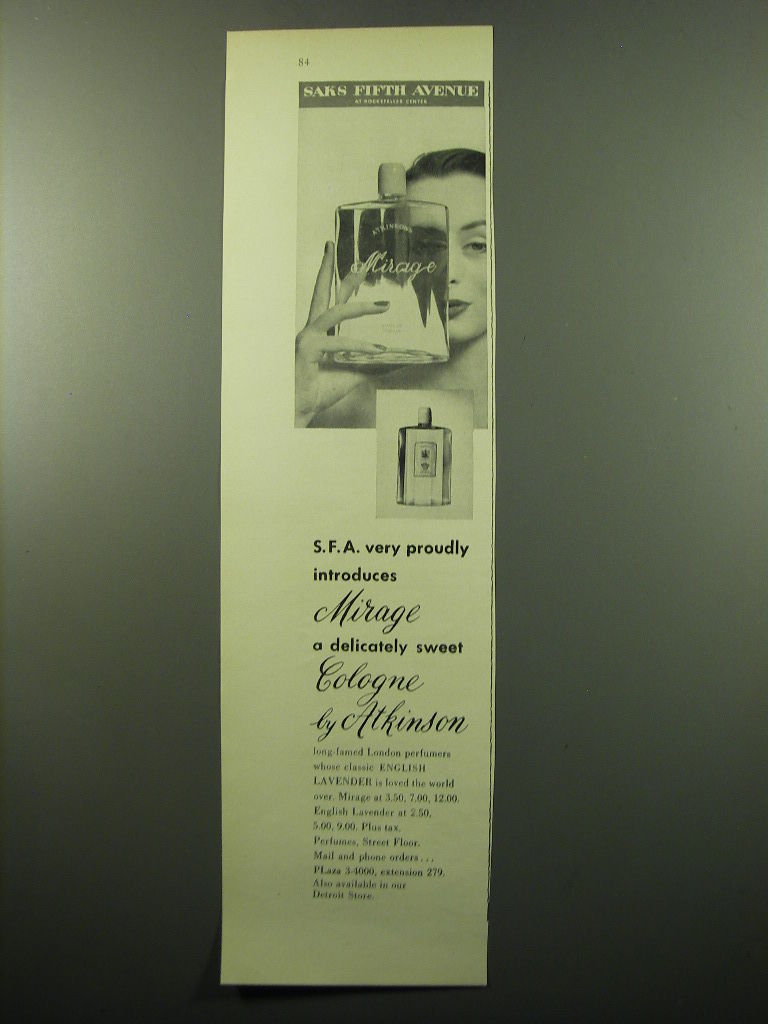 84
SAKS FIFTH AVENUE
AT ROCKEFELLER CENTER
ATKINSONS
Mirage
S.F.A. very proudly
introduces
Mirage
a delicately sweet
Cologne
by Atkinson
long-famed London perfumers
whose classic ENGLISH
LAVENDER is loved the world
over. Mirage at 3.50, 7.00, 12.00.
English Lavender at 2.50,
5.00, 9.00. Plus tax.
Perfumes, Street Floor.
Mail and phone orders...
PLaza 3-4000, extension 279.
Also available in our
Detroit Store.